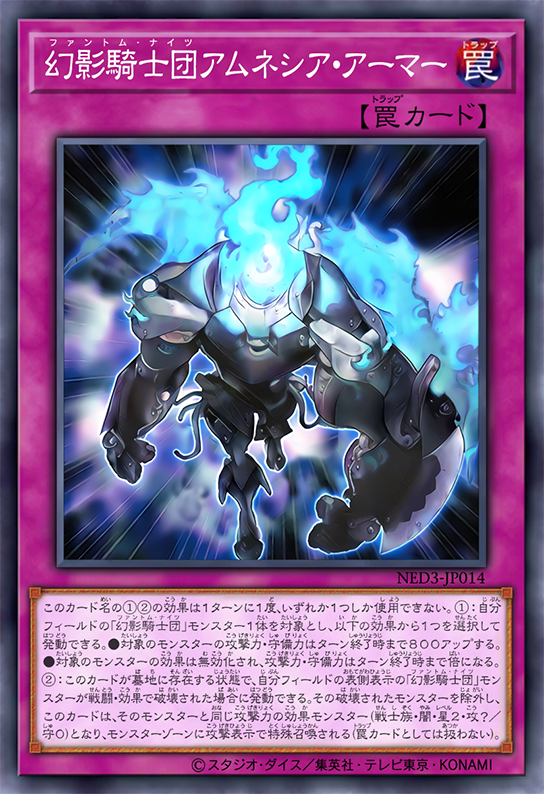 ファントム・ナイツ
幻影騎士団アムネシア・アーマー
トラップ
罠
トラップ
【罠カード】
NED3-JP014
このカード名の①②の効果は1ターンに1度、いずれか1つしか使用できない。①：自分
フィールドの「幻影騎士団」モンスター1体を対象とし、以下の効果から1つを選択して
発動できる。●対象のモンスターの攻撃力・守備力はターン終了時まで800アップする。
●対象のモンスターの効果は無効化され、攻撃力・守備力はターン終了時まで倍になる。
②：このカードが墓地に存在する状態で、自分フィールドの表側表示の「幻影騎士団」モン
スターが戦闘・効果で破壊された場合に発動できる。その破壊されたモンスターを除外し、
このカードは、そのモンスターと同じ攻撃力の効果モンスター（戦士族・闇・星2・攻?／
守0）となり、モンスターゾーンに攻撃表示で特殊召喚される（罠カードとしては扱わない）。
©スタジオ・ダイス／集英社・テレビ東京・KONAMI